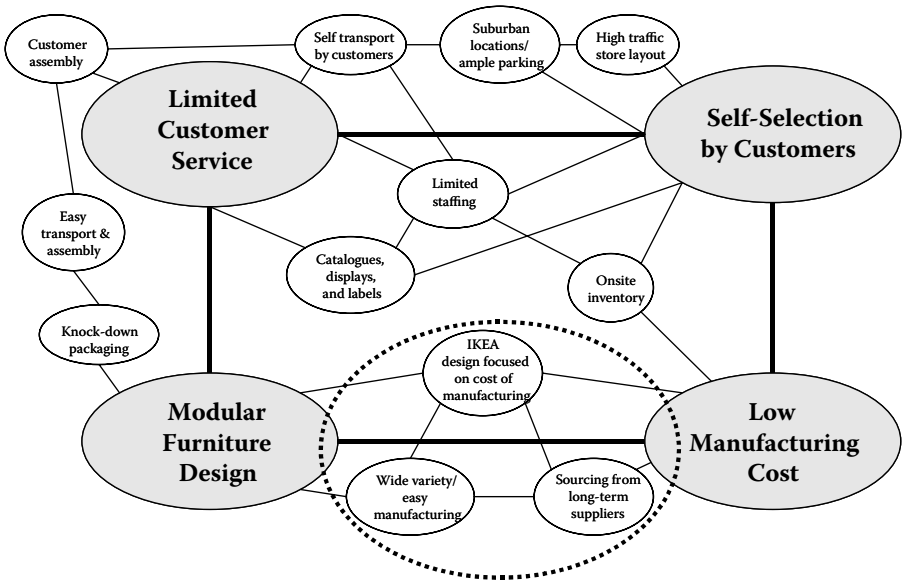 Customer
assembly
Self transport
by customers
Suburban
locations/
ample parking
High traffic
store layout
Limited
Customer
Service
Self-Selection
by Customers
Limited
staffing
Easy
transport &
assembly
Catalogues,
displays,
and labels
Onsite
inventory
Knock-down
packaging
IKEA
design focused
on cost of
manufacturing
Modular
Furniture
Design
Low
Manufacturing
Cost
Wide variety/
easy
manufacturing
Sourcing from
long-term
suppliers